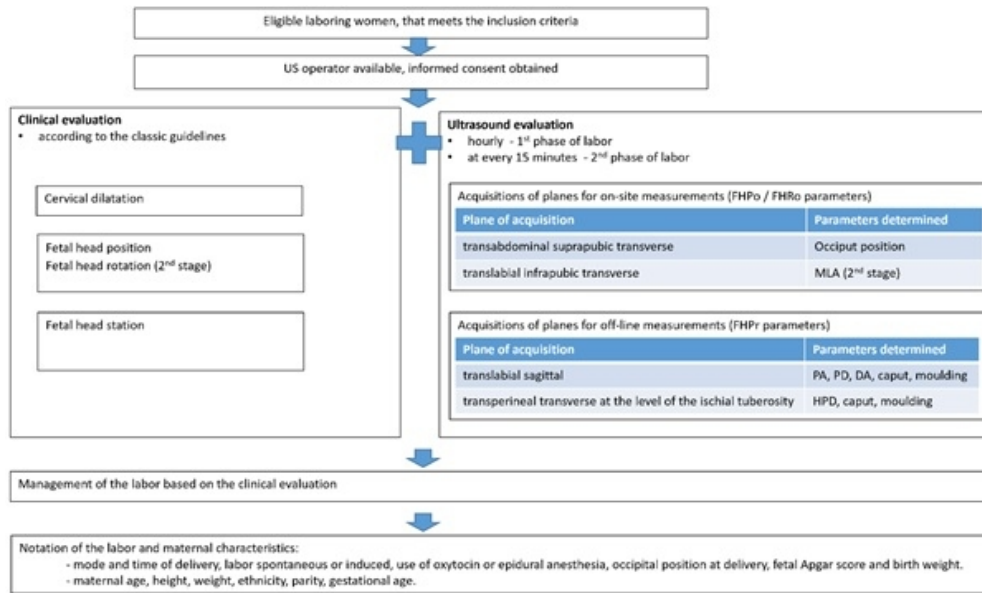 Eligible laboring women, that meets the inclusion criteria
US operator available, informed consent obtained
Clinical evaluation
• according to the classic guidelines
Cervical dilatation
Fetal head position
Fetal head rotation (2nd stage)
Fetal head station
Ultrasound evaluation
• hourly - 1st phase of labor
• at every 15 minutes - 2nd phase of labor
Acquisitions of planes for on-site measurements (FHPo / FHRo parameters)
Plane of acquisition Parameters determined
transabdominal suprapubic transverse Occiput position
translabial infrapubic transverse MLA (2nd stage)
Acquisitions of planes for off-line measurements (FHPr parameters)
Plane of acquisition Parameters determined
translabial sagittal PA, PD, DA, caput, moulding
transperineal transverse at the level of the ischial tuberosity HPD, caput, moulding
Management of the labor based on the clinical evaluation
Notation of the labor and maternal characteristics:
- mode and time of delivery, labor spontaneous or induced, use of oxytocin or epidural anesthesia, occipital position at delivery, fetal Apgar score and birth weight.
- maternal age, height, weight, ethnicity, parity, gestational age.